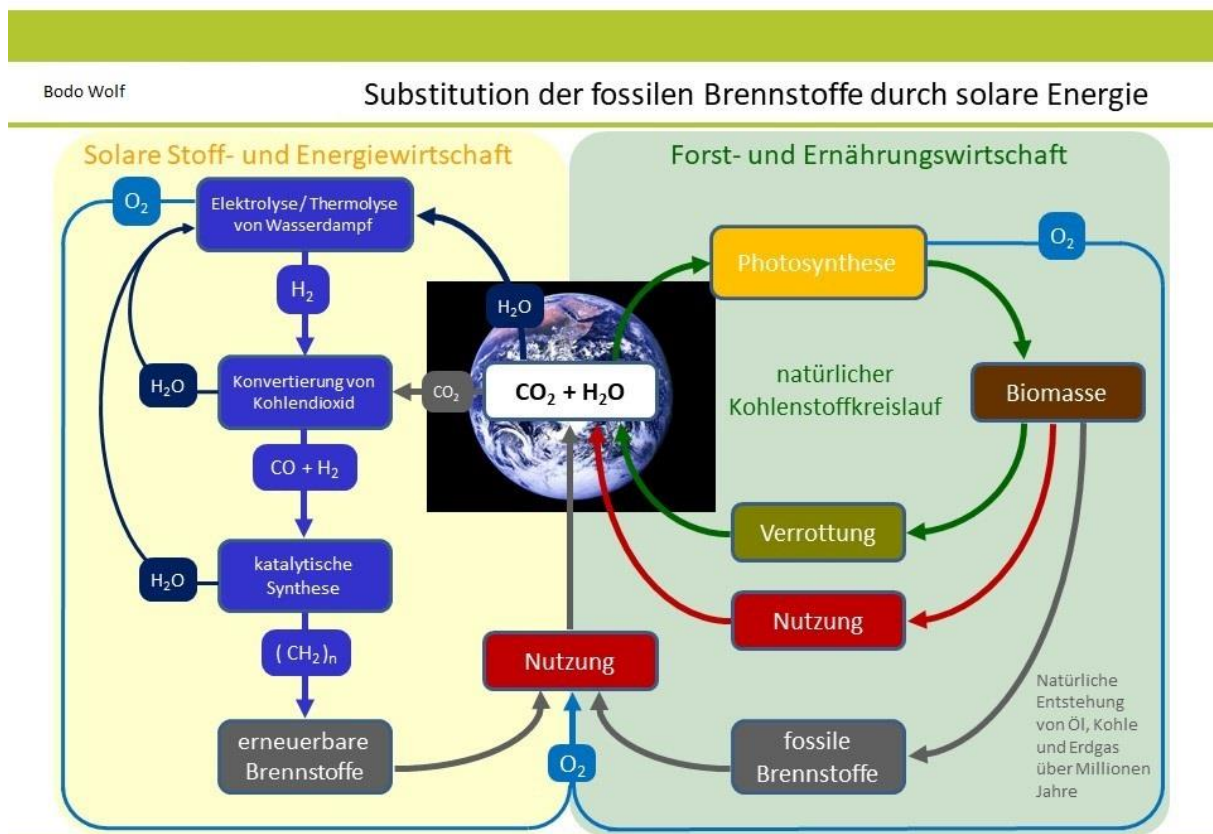 Bodo Wolf
Substitution der fossilen Brennstoffe durch solare Energie
Solare Stoff- und Energiewirtschaft
Forst- und Ernährungswirtschaft
O₂
Elektrolyse/Thermolyse
von Wasserdampf
H₂
H₂O
Photosynthese
O₂
H₂O
Konvertierung von
Kohlendioxid
CO₂
CO₂ + H₂O
natürlicher
Kohlenstoffkreislauf
Biomasse
CO + H₂
H₂O
katalytische
Synthese
Verrottung
( CH₂)ₙ
Nutzung
Nutzung
erneuerbare
Brennstoffe
O₂
fossile
Brennstoffe
Natürliche
Entstehung
von Öl, Kohle
und Erdgas
über Millionen
Jahre